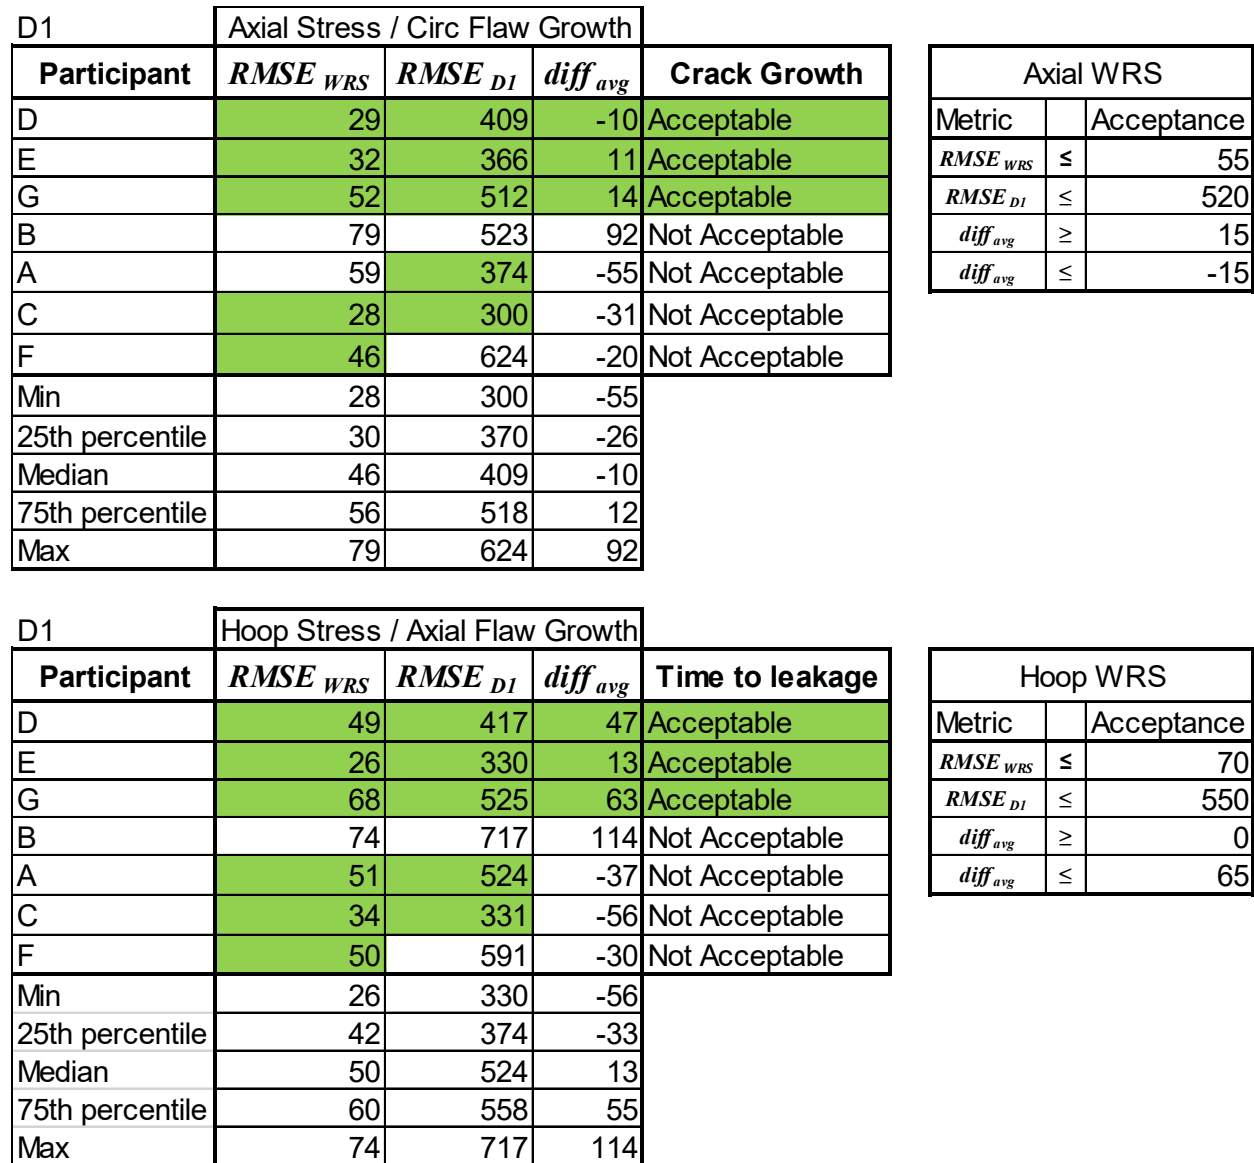 D1 Axial Stress / Circ Flaw Growth
Participant RMSE WRS RMSE D1 diff avg Crack Growth
D 29 409 -10 Acceptable
E 32 366 11 Acceptable
G 52 512 14 Acceptable
B 79 523 92 Not Acceptable
A 59 374 -55 Not Acceptable
C 28 300 -31 Not Acceptable
F 46 624 -20 Not Acceptable
Min 28 300 -55
25th percentile 30 370 -26
Median 46 409 -10
75th percentile 56 518 12
Max 79 624 92
Axial WRS
Metric Acceptance
RMSE WRS ≤ 55
RMSE D1 ≤ 520
diff avg ≥ 15
diff avg ≤ -15
D1 Hoop Stress / Axial Flaw Growth
Participant RMSE WRS RMSE D1 diff avg Time to leakage
D 49 417 47 Acceptable
E 26 330 13 Acceptable
G 68 525 63 Acceptable
B 74 717 114 Not Acceptable
A 51 524 -37 Not Acceptable
C 34 331 -56 Not Acceptable
F 50 591 -30 Not Acceptable
Min 26 330 -56
25th percentile 42 374 -33
Median 50 524 13
75th percentile 60 558 55
Max 74 717 114
Hoop WRS
Metric Acceptance
RMSE WRS ≤ 70
RMSE D1 ≤ 550
diff avg ≥ 0
diff avg ≤ 65